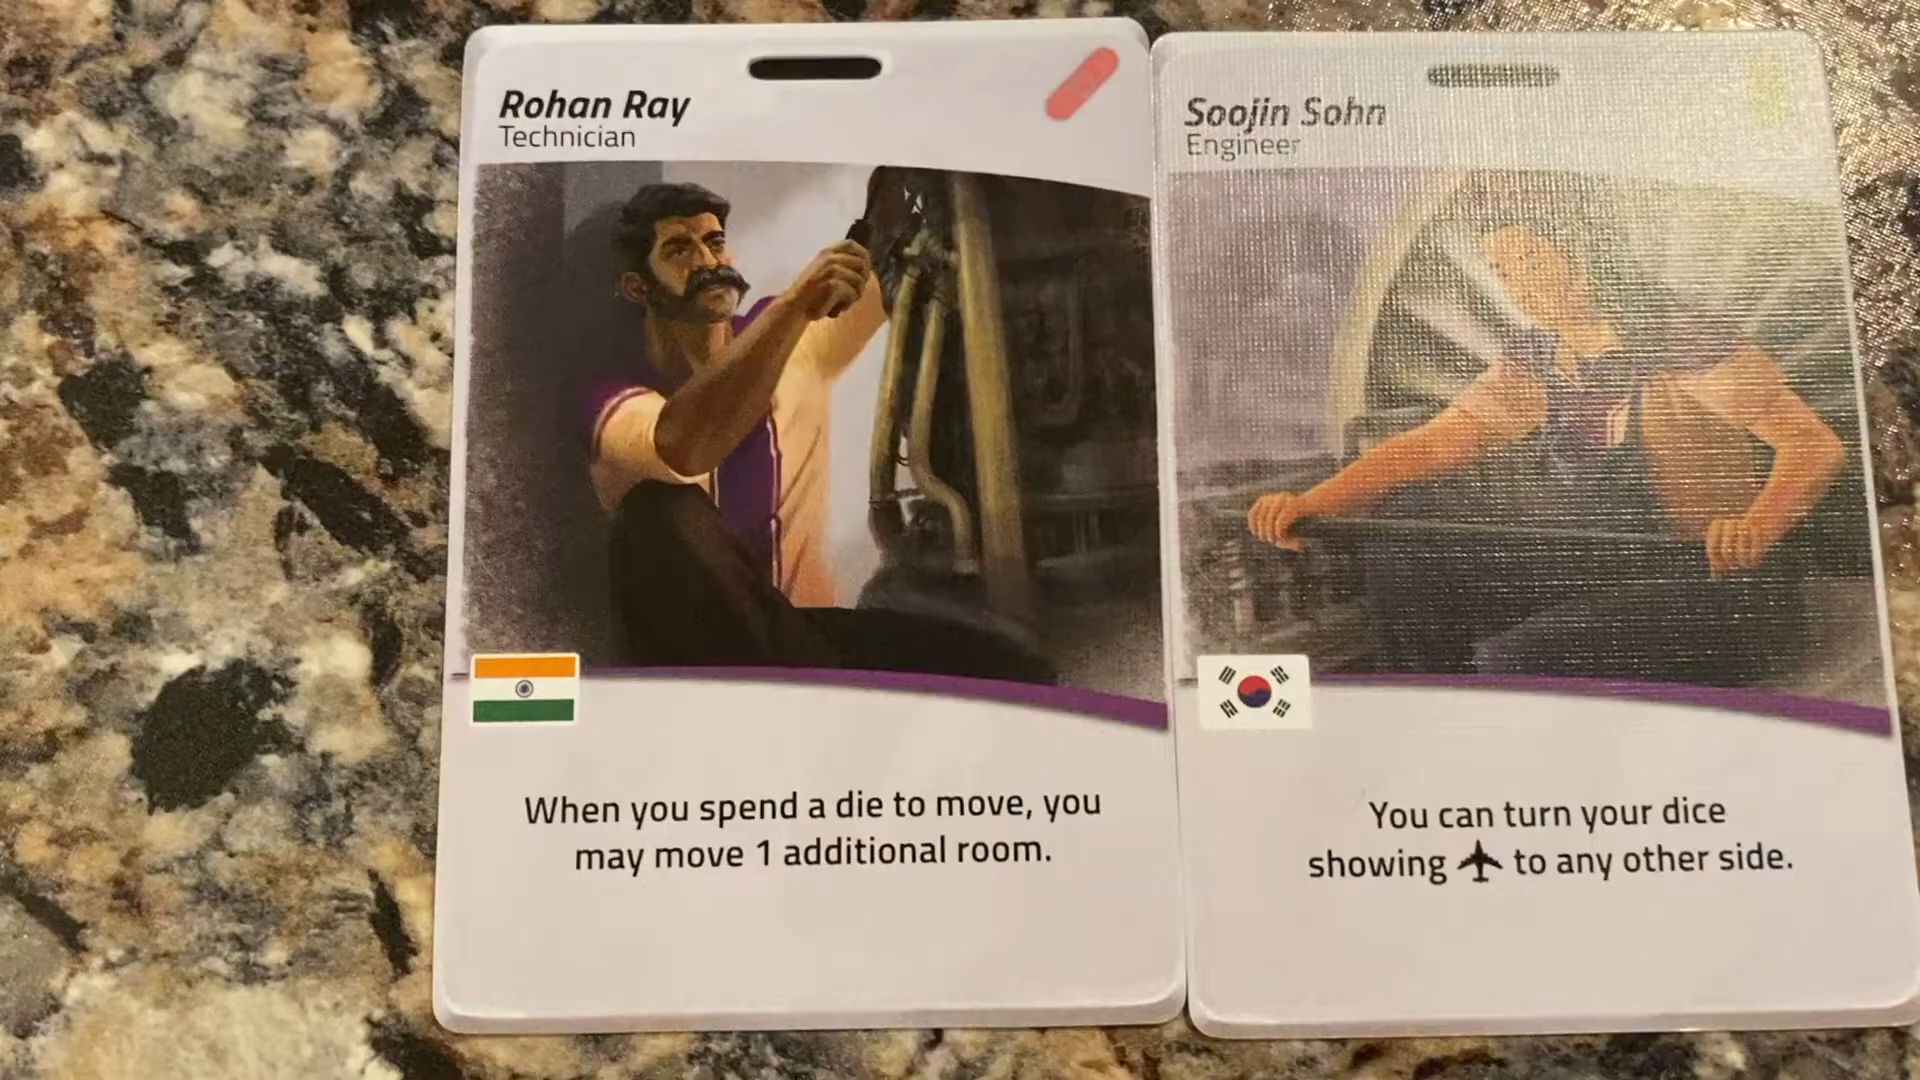 Rohan Ray
Technician
When you spend a die to move, you
may move 1 additional room.
Soojin Sohn
Engineer
You can turn your dice
showing to any other side.